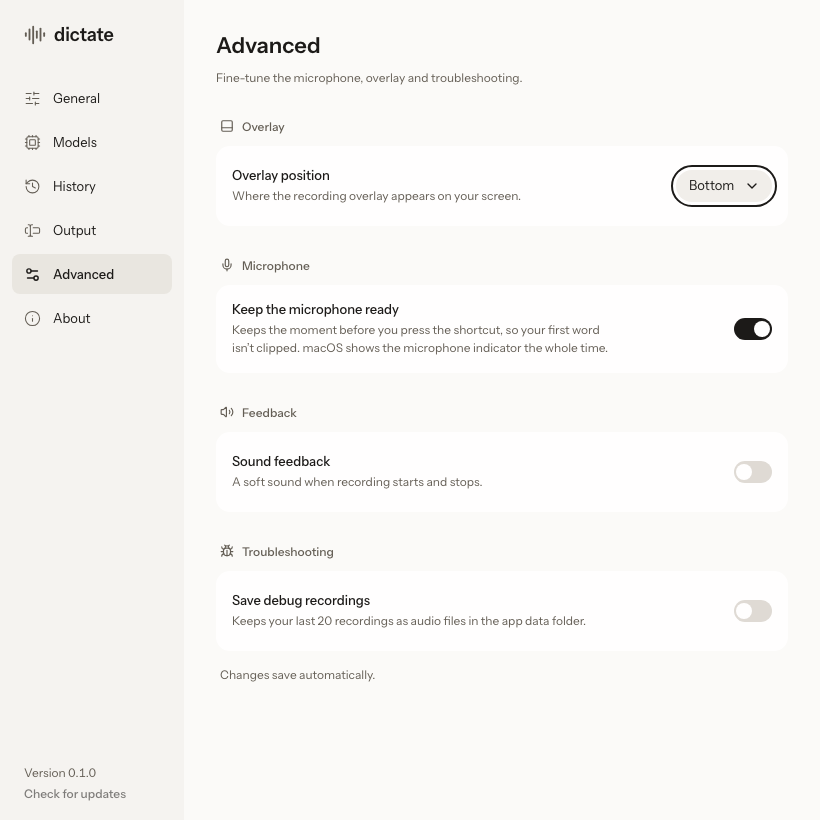 dictate
General
Models
History
Output
Advanced
About
Version 0.1.0
Check for updates
Advanced
Fine-tune the microphone, overlay and troubleshooting.
Overlay
Overlay position
Where the recording overlay appears on your screen.
Bottom
Microphone
Keep the microphone ready
Keeps the moment before you press the shortcut, so your first word
isn't clipped. macOS shows the microphone indicator the whole time.
Feedback
Sound feedback
A soft sound when recording starts and stops.
Troubleshooting
Save debug recordings
Keeps your last 20 recordings as audio files in the app data folder.
Changes save automatically.